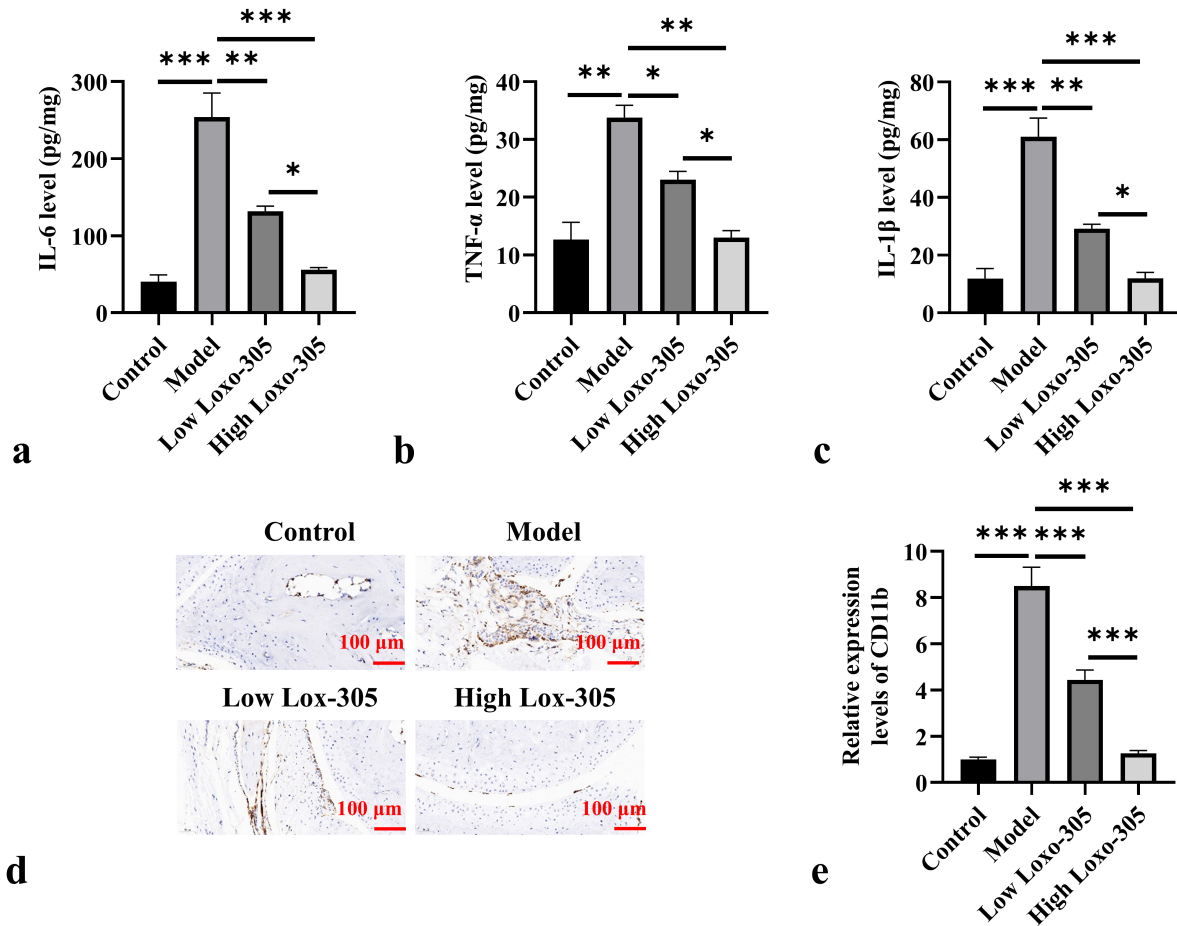 ***
*** **
*
IL-6 level (pg/mg)
300
200
100
0
Control
Model
Low Loxo-305
High Loxo-305
a
**
** *
*
TNF-α level (pg/mg)
40
30
20
10
0
Control
Model
Low Loxo-305
High Loxo-305
b
***
*** **
*
IL-1β level (pg/mg)
80
60
40
20
0
Control
Model
Low Loxo-305
High Loxo-305
c
Control
Model
100 µm
100 µm
Low Lox-305
High Lox-305
100 µm
100 µm
d
***
*** ***
***
Relative expression
levels of CD11b
10
8
6
4
2
0
Control
Model
Low Loxo-305
High Loxo-305
e